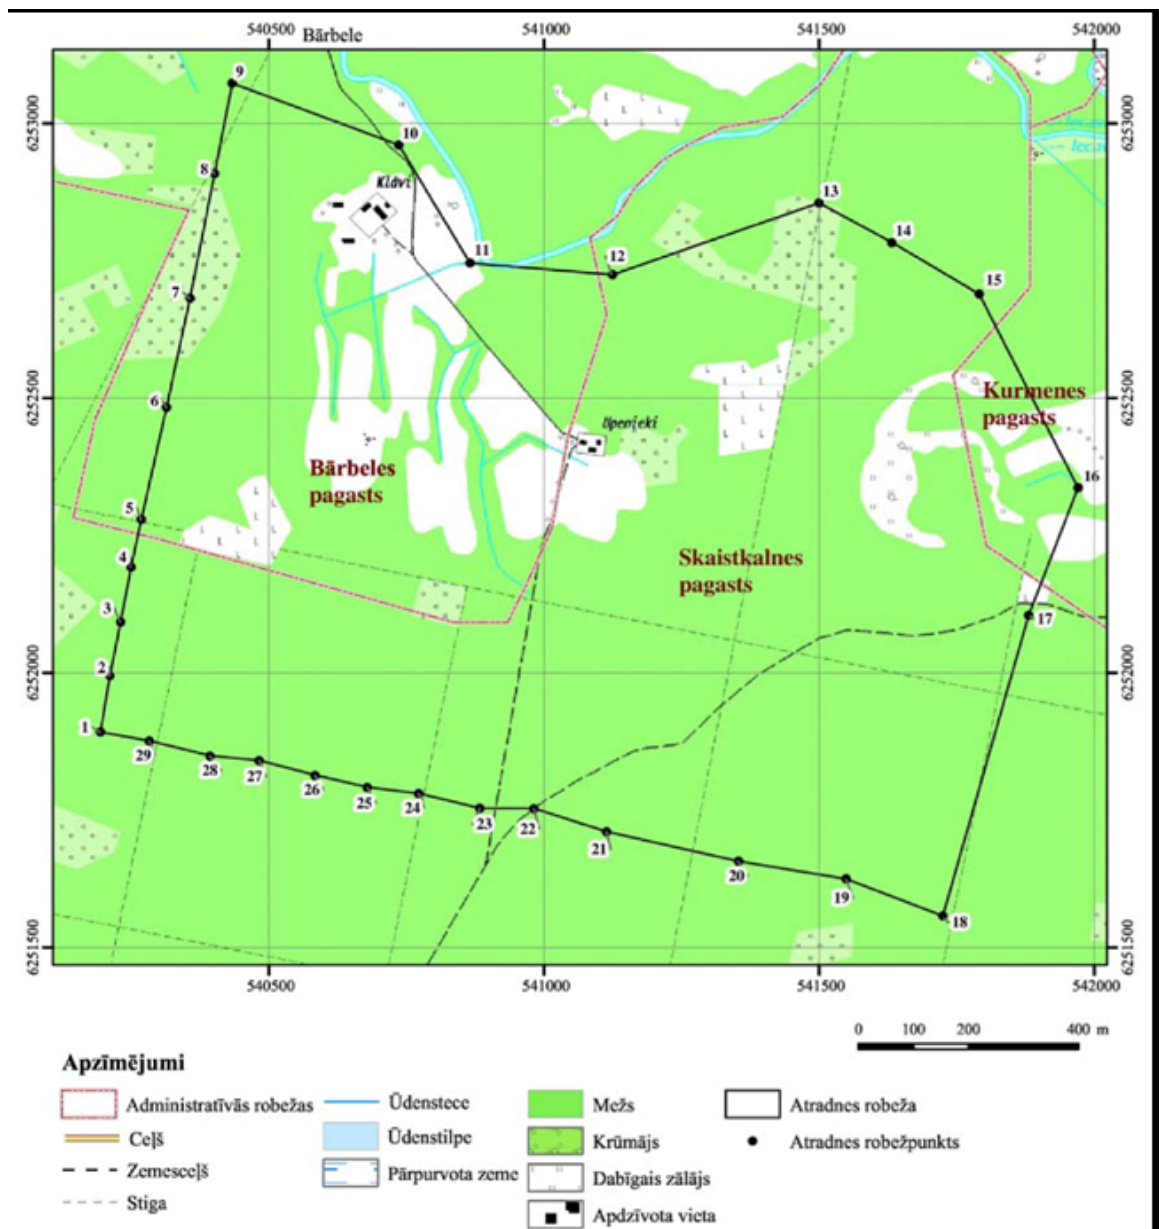 540500
Bārbele
541000
541500
542000
6253000
6253000
9
10
8
Klāvi
13
14
11
12
15
7
6252500
6252500
6
Kurmenes
pagasts
Upenieki
Bārbeles
pagasts
16
5
Skaistkalnes
pagasts
4
3
17
6252000
6252000
2
1
29
28
27
26
25
24
23
22
21
20
19
18
6251500
6251500
540500
541000
541500
542000
0 100 200 400 m
Apzīmējumi
Administratīvās robežas
Ceļš
Zemesceļš
Stiga
Ūdenstece
Ūdenstilpe
Pārpurvota zeme
Mežs
Krūmājs
Dabīgais zālājs
Apdzīvota vieta
Atradnes robeža
Atradnes robežpunkts